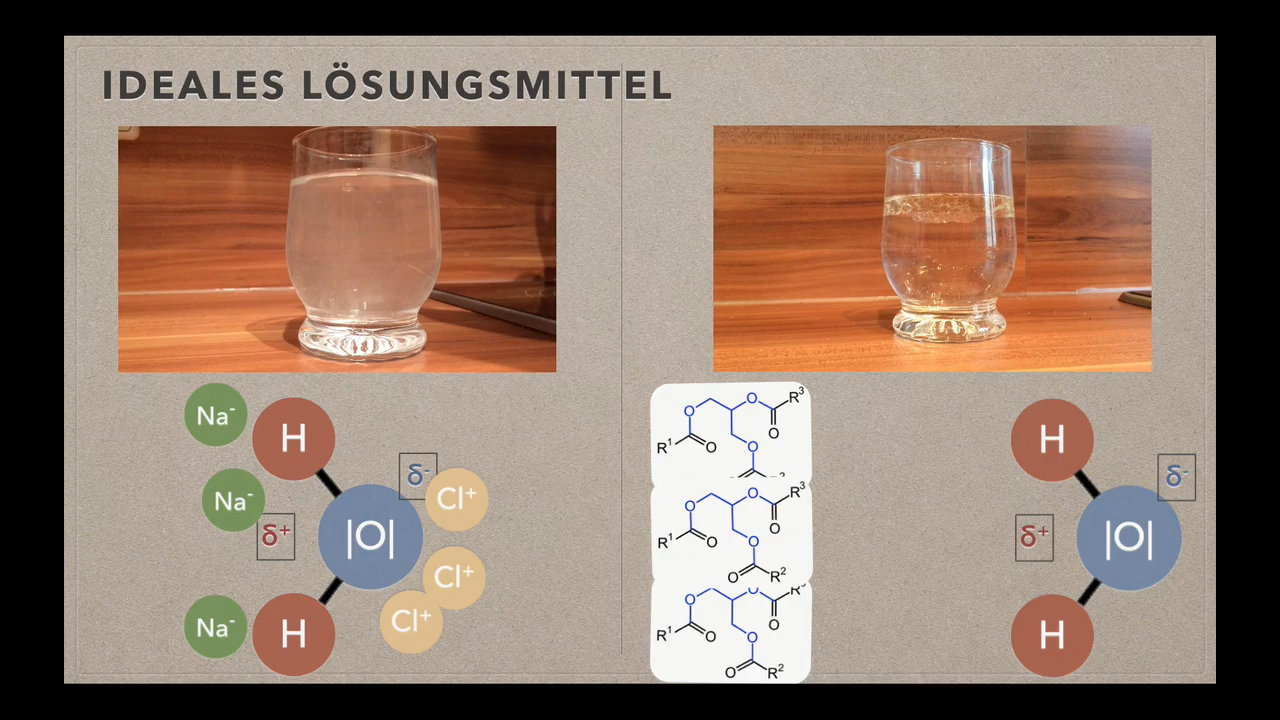 IDEALES LÖSUNGSMITTEL
Na-
H
δ-
Na-
Cl+
δ+
|O|
Cl+
Na-
H
Cl+
O
O
R3
R1
O
O
O
O
O
R3
R1
O
O
O
O
R2
O
R1
O
O
O
O
R2
H
δ-
δ+
|O|
H